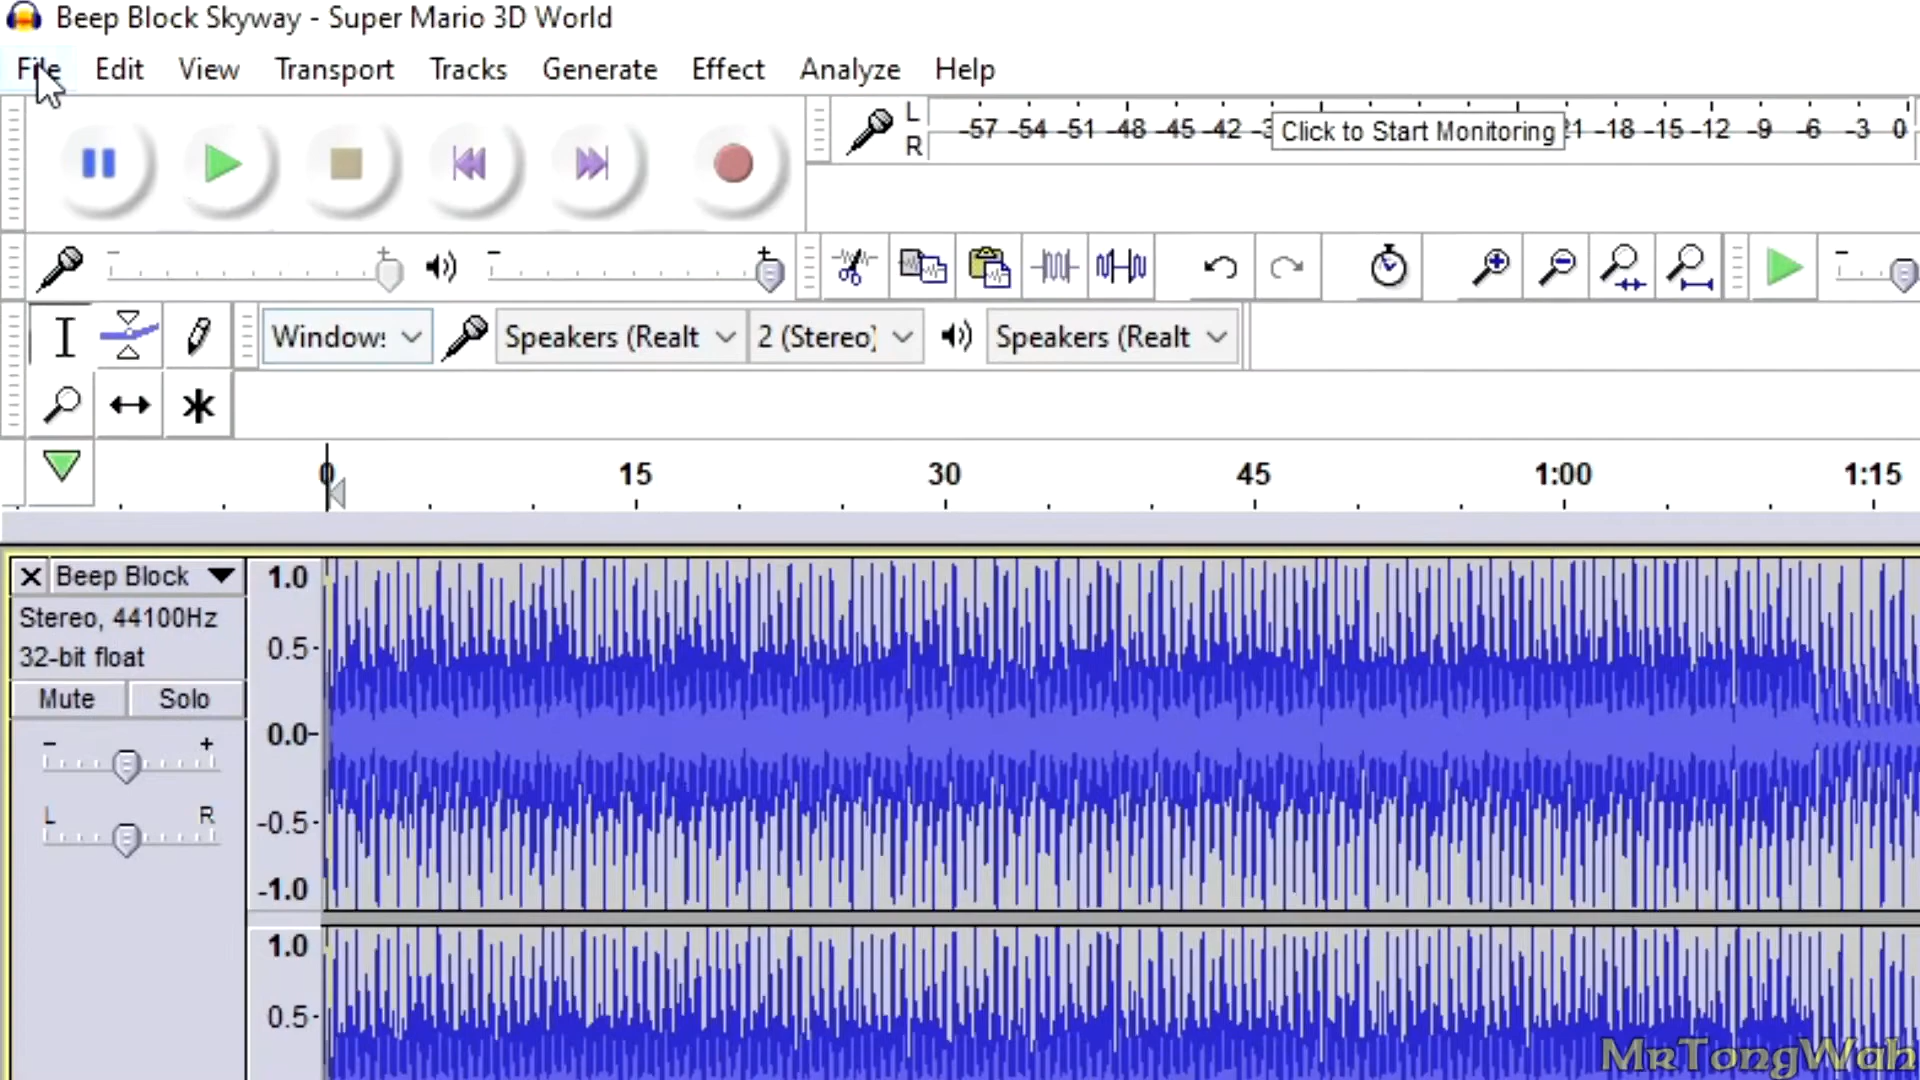 Beep Block Skyway - Super Mario 3D World
File Edit View Transport Tracks Generate Effect Analyze Help
L
R
-57 -54 -51 -48 -45 -42 -3 Click to Start Monitoring 21 -18 -15 -12 -9 -6 -3 0
Windows Speakers (Realt 2 (Stereo) Speakers (Realt
0 15 30 45 1:00 1:15
Beep Block
Stereo, 44100Hz
32-bit float
Mute Solo
- +
L R
1.0
0.5
0.0
-0.5
-1.0
1.0
0.5
MrTongWah